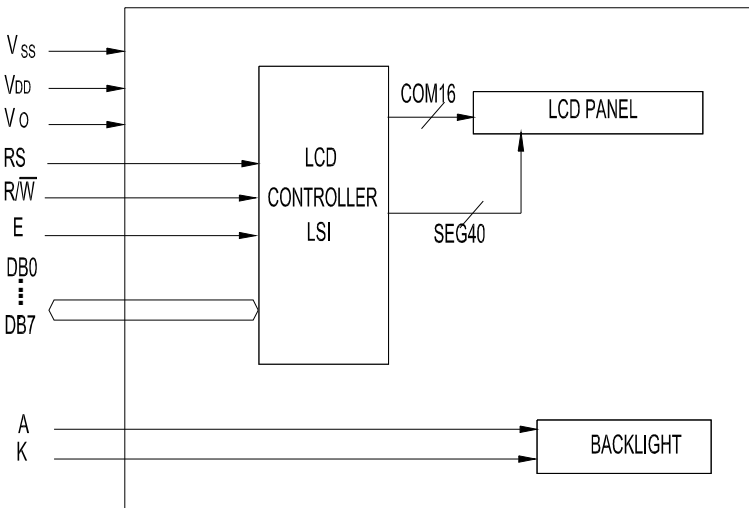 VSS
VDD
VO
RS
R/W̅
E
DB0
DB7
A
K
LCD
CONTROLLER
LSI
COM16
SEG40
LCD PANEL
BACKLIGHT